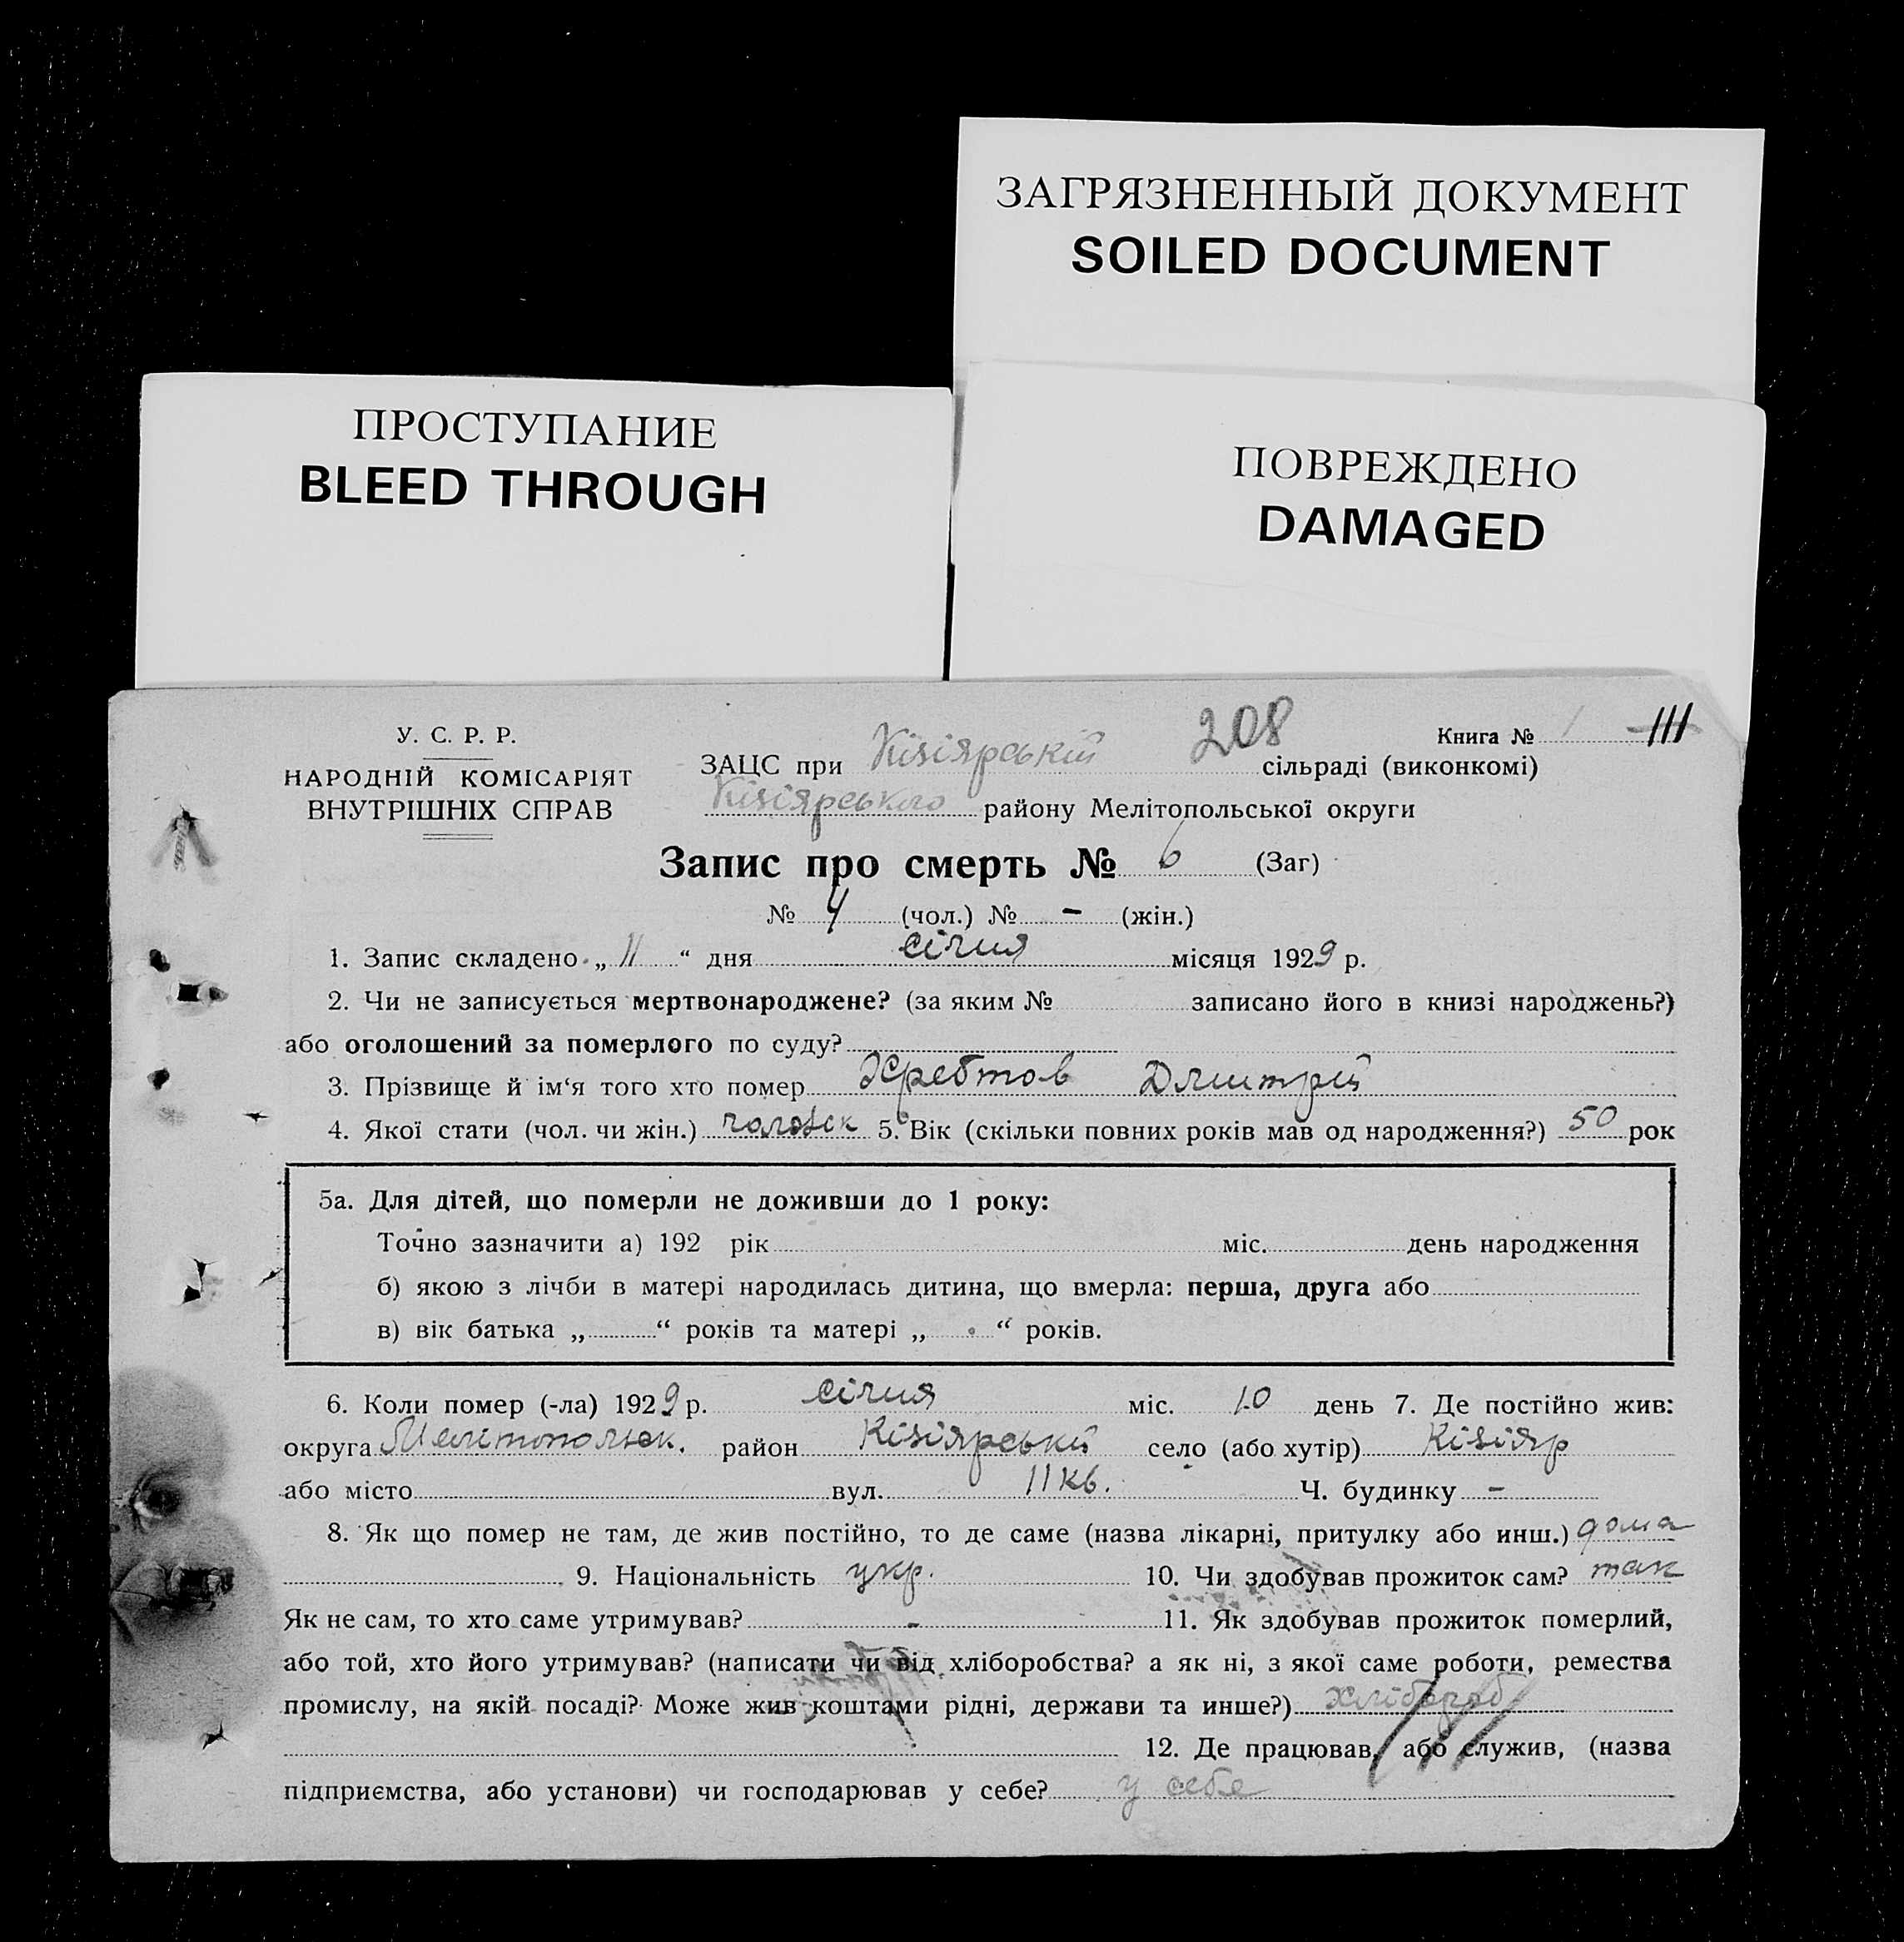 ЗАГРЯЗНЕННЫЙ ДОКУМЕНТ
SOILED DOCUMENT
ПРОСТУПАНИЕ
BLEED THROUGH
ПОВРЕЖДЕНО
DAMAGED
У. С. Р. Р.
НАРОДНІЙ КОМІСАРІЯТ
ВНУТРІШНІХ СПРАВ
208
Книга № 1 111
ЗАЦС при Кізіярській сільраді (виконкомі)
Кізіярського району Мелітопольської округи
Запис про смерть № 6 (Заг)
№ 4 (чол.) № - (жін.)
1. Запис складено „ 11 “ дня січня місяця 1929 р.
2. Чи не записується мертвонароджене? (за яким № записано його в книзі народжень?)
або оголошений за померлого по суду?
3. Прізвище й ім‘я того хто помер Хребтов Дмитрій
4. Якої стати (чол. чи жін.) чоловік 5. Вік (скільки повних років мав од народження?) 50 рок
5а. Для дітей, що померли не доживши до 1 року:
Точно зазначити а) 192 рік міс. день народження
б) якою з лічби в матері народилась дитина, що вмерла: перша, друга або
в) вік батька „ “ років та матері „ “ років.
6. Коли помер (-ла) 1929 р. січня міс. 10 день 7. Де постійно жив:
округа Мелітопольск. район Кізіярський село (або хутір) Кізіяр
або місто вул. 11 кв. Ч. будинку -
8. Як що помер не там, де жив постійно, то де саме (назва лікарні, притулку або инш.) дома
9. Національність укр. 10. Чи здобував прожиток сам? так
Як не сам, то хто саме утримував? - 11. Як здобував прожиток померлий,
або той, хто його утримував? (написати чи від хліборобства? а як ні, з якої саме роботи, ремества
промислу, на якій посаді? Може жив коштами рідні, держави та инше?) хлібороб
12. Де працював, або служив, (назва
підприємства, або установи) чи господарював у себе? у себе